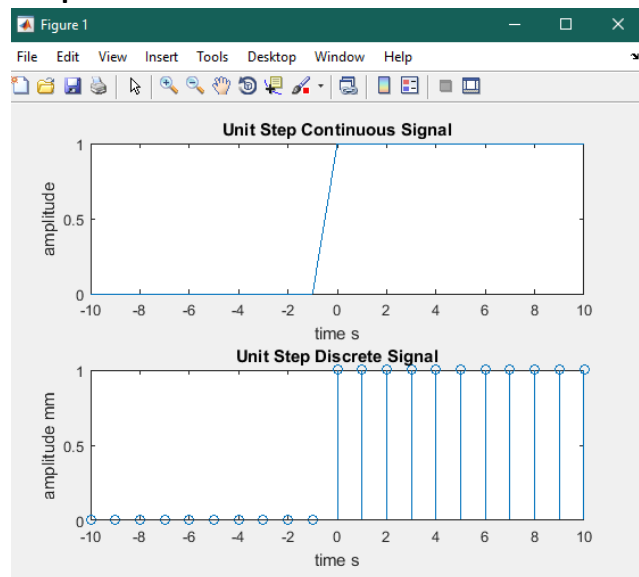 Figure 1
File Edit View Insert Tools Desktop Window Help
Unit Step Continuous Signal
1
0.5
0
amplitude
-10 -8 -6 -4 -2 0 2 4 6 8 10
time s
Unit Step Discrete Signal
1
0.5
0
amplitude mm
-10 -8 -6 -4 -2 0 2 4 6 8 10
time s